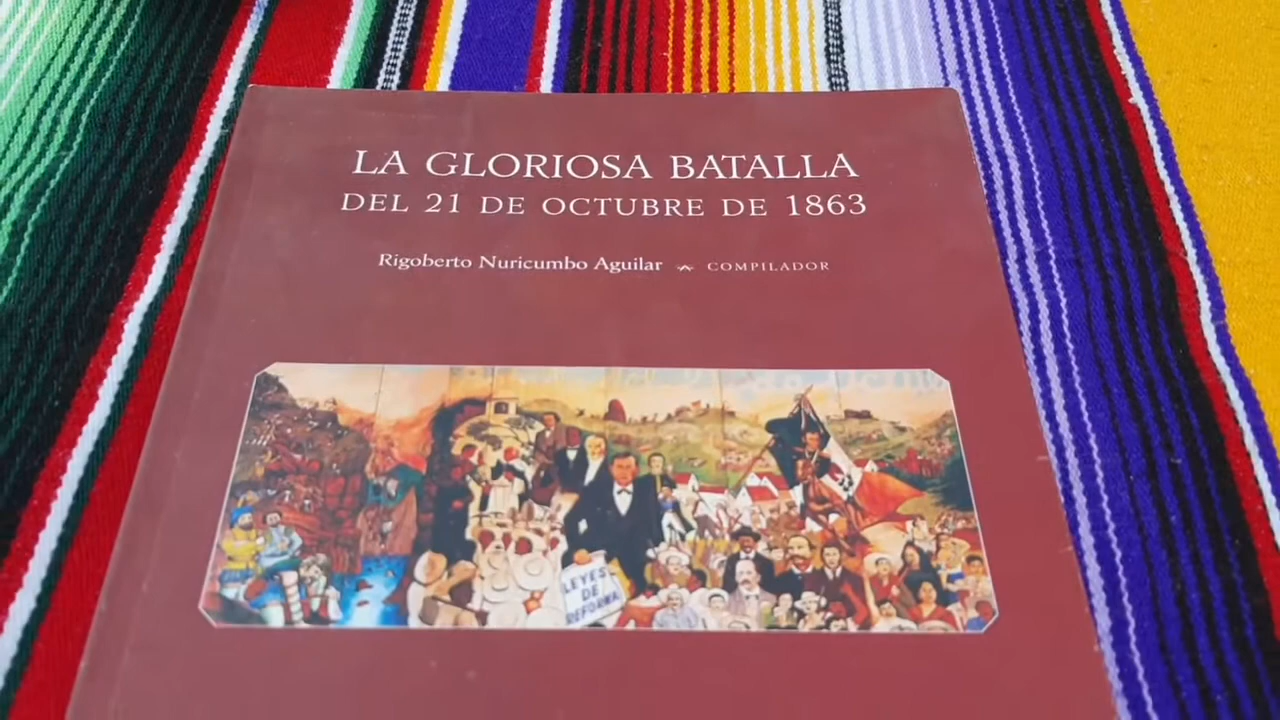 LA GLORIOSA BATALLA
DEL 21 DE OCTUBRE DE 1863
Rigoberto Nuricumbo Aguilar COMPILADOR
LEYES
DE
REFORMA